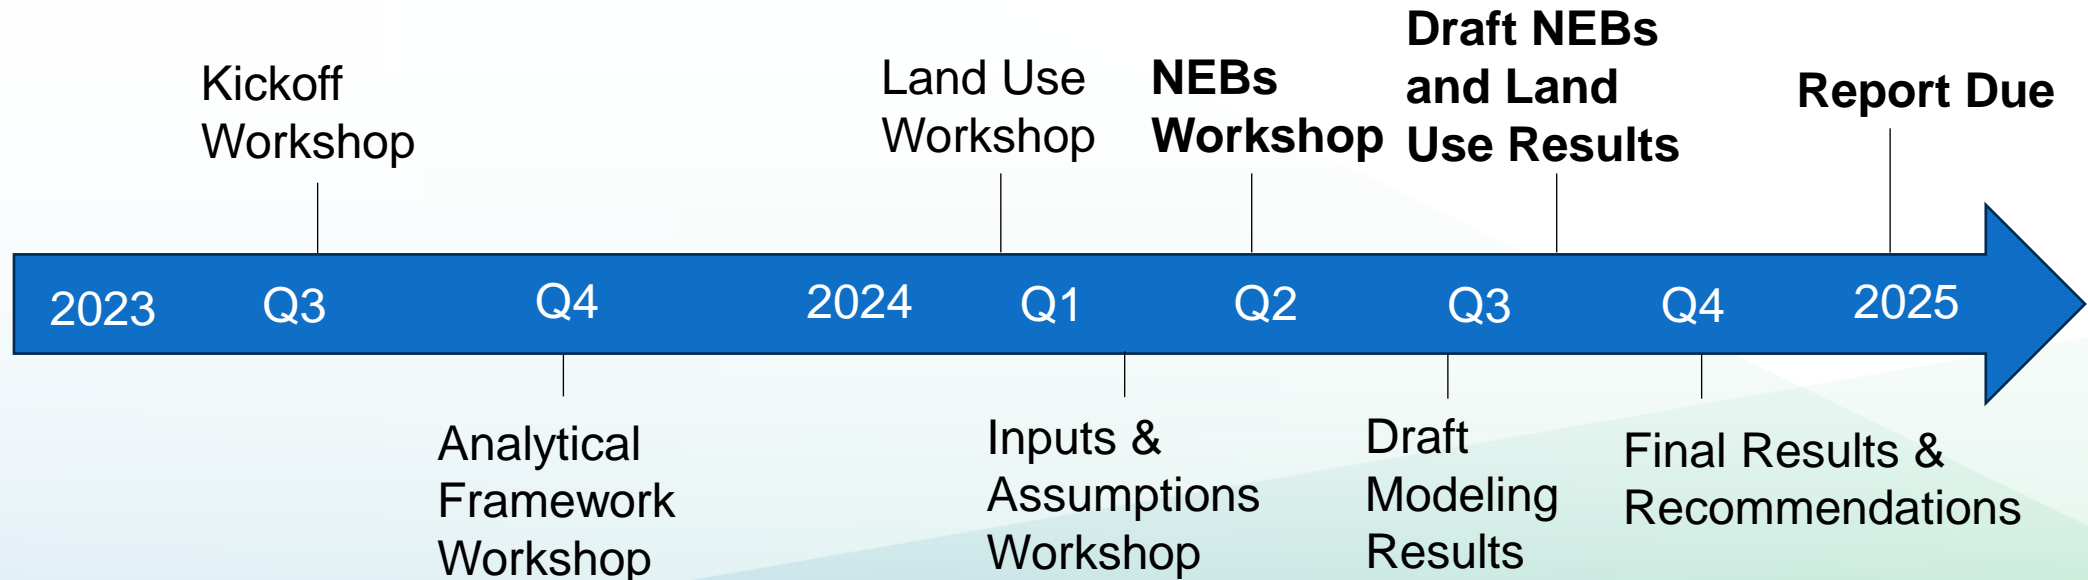 Kickoff
Workshop
Land Use
Workshop
NEBs
Workshop
Draft NEBs
and Land
Use Results
Report Due
2023 Q3 Q4 2024 Q1 Q2 Q3 Q4 2025
Analytical
Framework
Workshop
Inputs &
Assumptions
Workshop
Draft
Modeling
Results
Final Results &
Recommendations